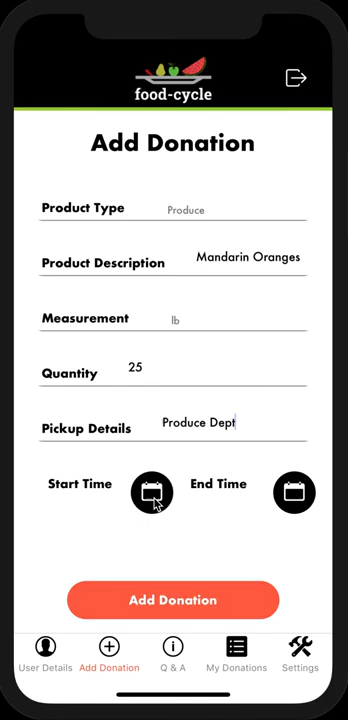 food-cycle
Add Donation
Product Type Produce
Product Description Mandarin Oranges
Measurement lb
Quantity 25
Pickup Details Produce Dept
Start Time End Time
Add Donation
User Details Add Donation Q & A My Donations Settings